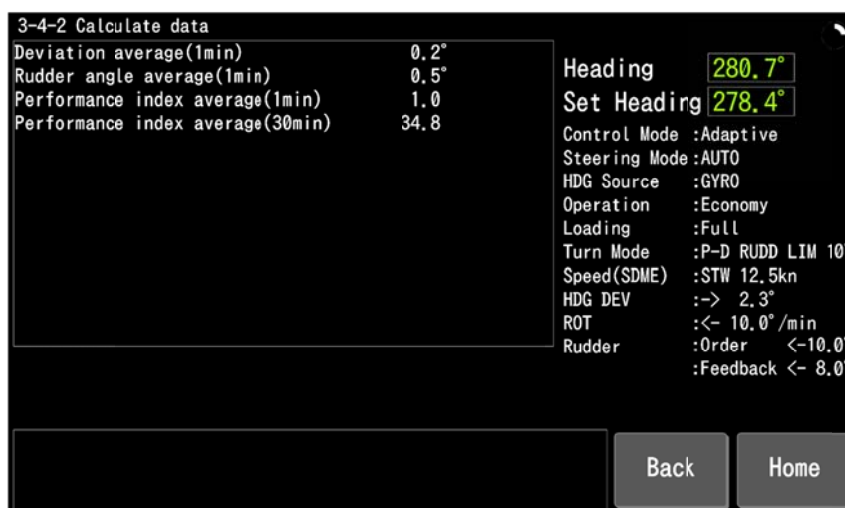 3-4-2 Calculate data
Deviation average(1min) 0.2°
Rudder angle average(1min) 0.5°
Performance index average(1min) 1.0
Performance index average(30min) 34.8
Heading 280.7°
Set Heading 278.4°
Control Mode :Adaptive
Steering Mode:AUTO
HDG Source :GYRO
Operation :Economy
Loading :Full
Turn Mode :P-D RUDD LIM 10°
Speed(SDME) :STW 12.5kn
HDG DEV :-> 2.3°
ROT :<- 10.0°/min
Rudder :Order <-10.0°
:Feedback <- 8.0°
Back Home